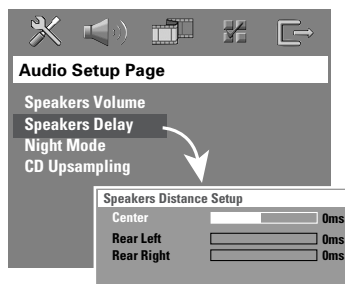 Audio Setup Page
Speakers Volume
Speakers Delay
Night Mode
CD Upsampling
Speakers Distance Setup
Center 0ms
Rear Left 0ms
Rear Right 0ms